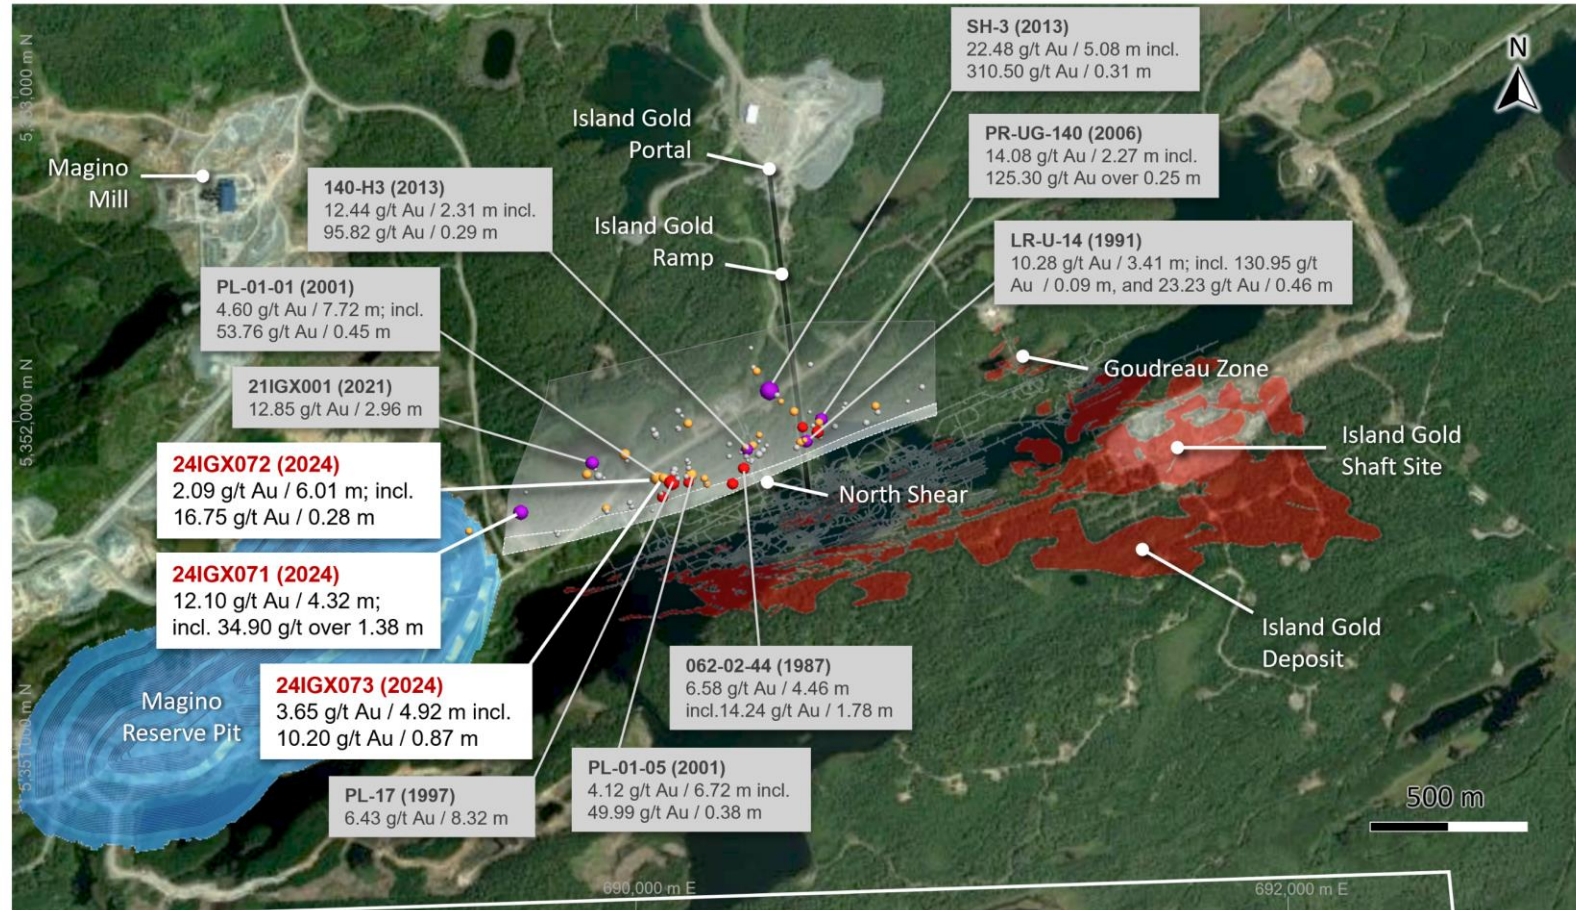 SH-3 (2013)
22.48 g/t Au / 5.08 m incl.
310.50 g/t Au / 0.31 m
N
5,353,000 m N
Island Gold
Portal
PR-UG-140 (2006)
14.08 g/t Au / 2.27 m incl.
125.30 g/t Au over 0.25 m
Magino
Mill
140-H3 (2013)
12.44 g/t Au / 2.31 m incl.
95.82 g/t Au / 0.29 m
Island Gold
Ramp
LR-U-14 (1991)
10.28 g/t Au / 3.41 m; incl. 130.95 g/t
Au / 0.09 m, and 23.23 g/t Au / 0.46 m
PL-01-01 (2001)
4.60 g/t Au / 7.72 m; incl.
53.76 g/t Au / 0.45 m
Goudreau Zone
21IGX001 (2021)
12.85 g/t Au / 2.96 m
5,352,000 m N
Island Gold
Shaft Site
24IGX072 (2024)
2.09 g/t Au / 6.01 m; incl.
16.75 g/t Au / 0.28 m
North Shear
24IGX071 (2024)
12.10 g/t Au / 4.32 m;
incl. 34.90 g/t over 1.38 m
Island Gold
Deposit
24IGX073 (2024)
3.65 g/t Au / 4.92 m incl.
10.20 g/t Au / 0.87 m
062-02-44 (1987)
6.58 g/t Au / 4.46 m
incl.14.24 g/t Au / 1.78 m
Magino
Reserve Pit
5,351,000 m N
PL-01-05 (2001)
4.12 g/t Au / 6.72 m incl.
49.99 g/t Au / 0.38 m
PL-17 (1997)
6.43 g/t Au / 8.32 m
500 m
690,000 m E
692,000 m E